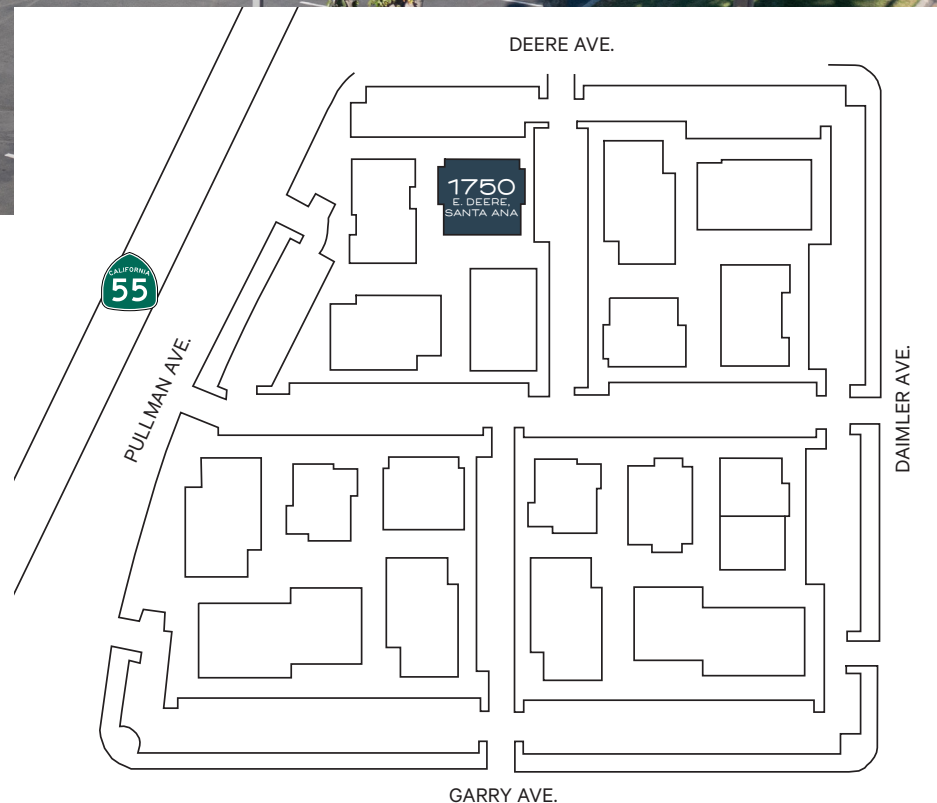 DEERE AVE.
1750
E. DEERE,
SANTA ANA
CALIFORNIA
55
PULLMAN AVE.
DAIMLER AVE.
GARRY AVE.